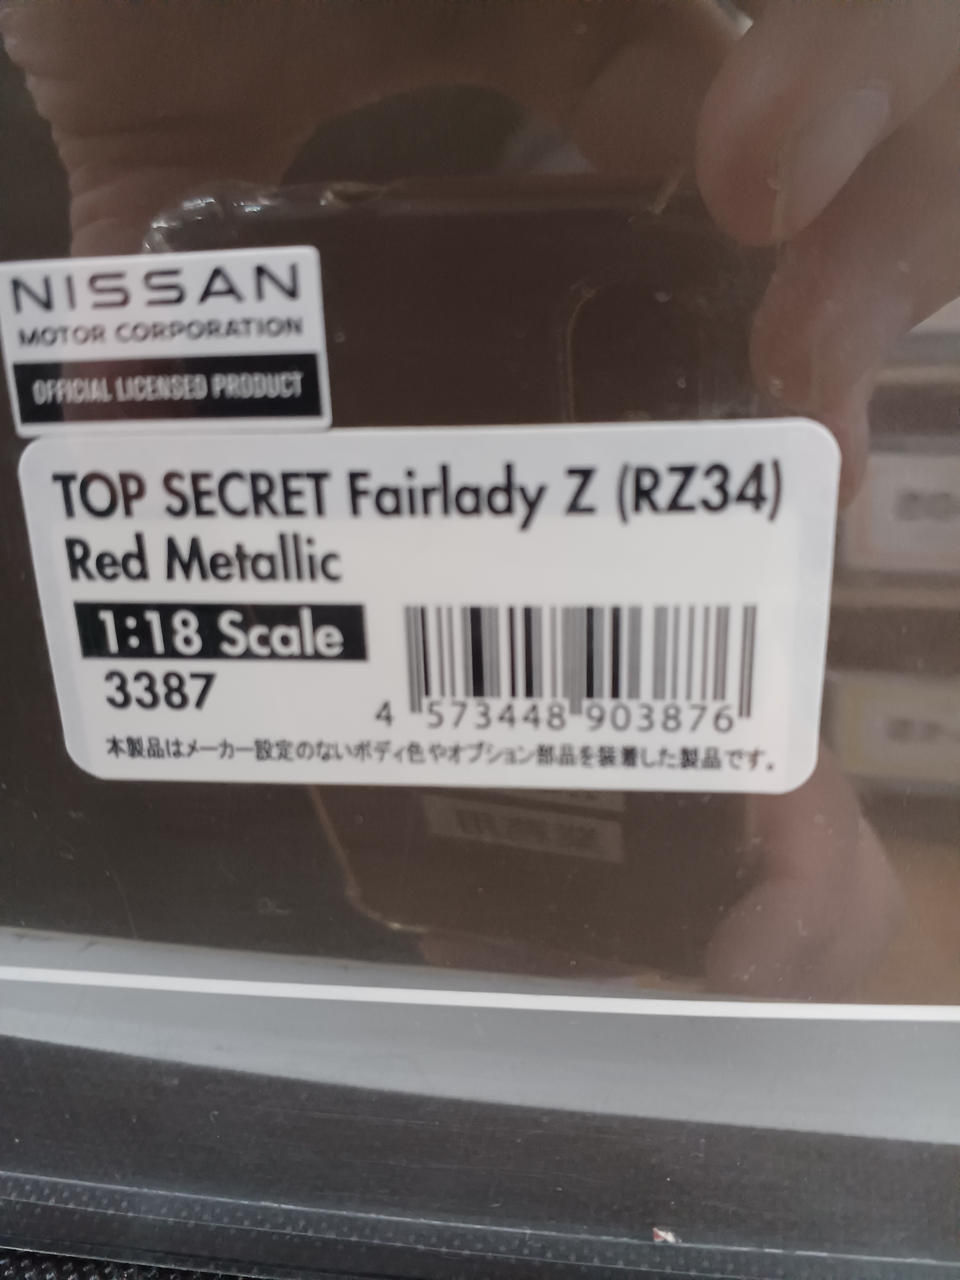 NISSAN
MOTOR CORPORATION
OFFICIAL LICENSED PRODUCT
TOP SECRET Fairlady Z (RZ34)
Red Metallic
1:18 Scale
3387
4 573448 903876
本製品はメーカー設定のないボディ色やオプション部品を装着した製品です。